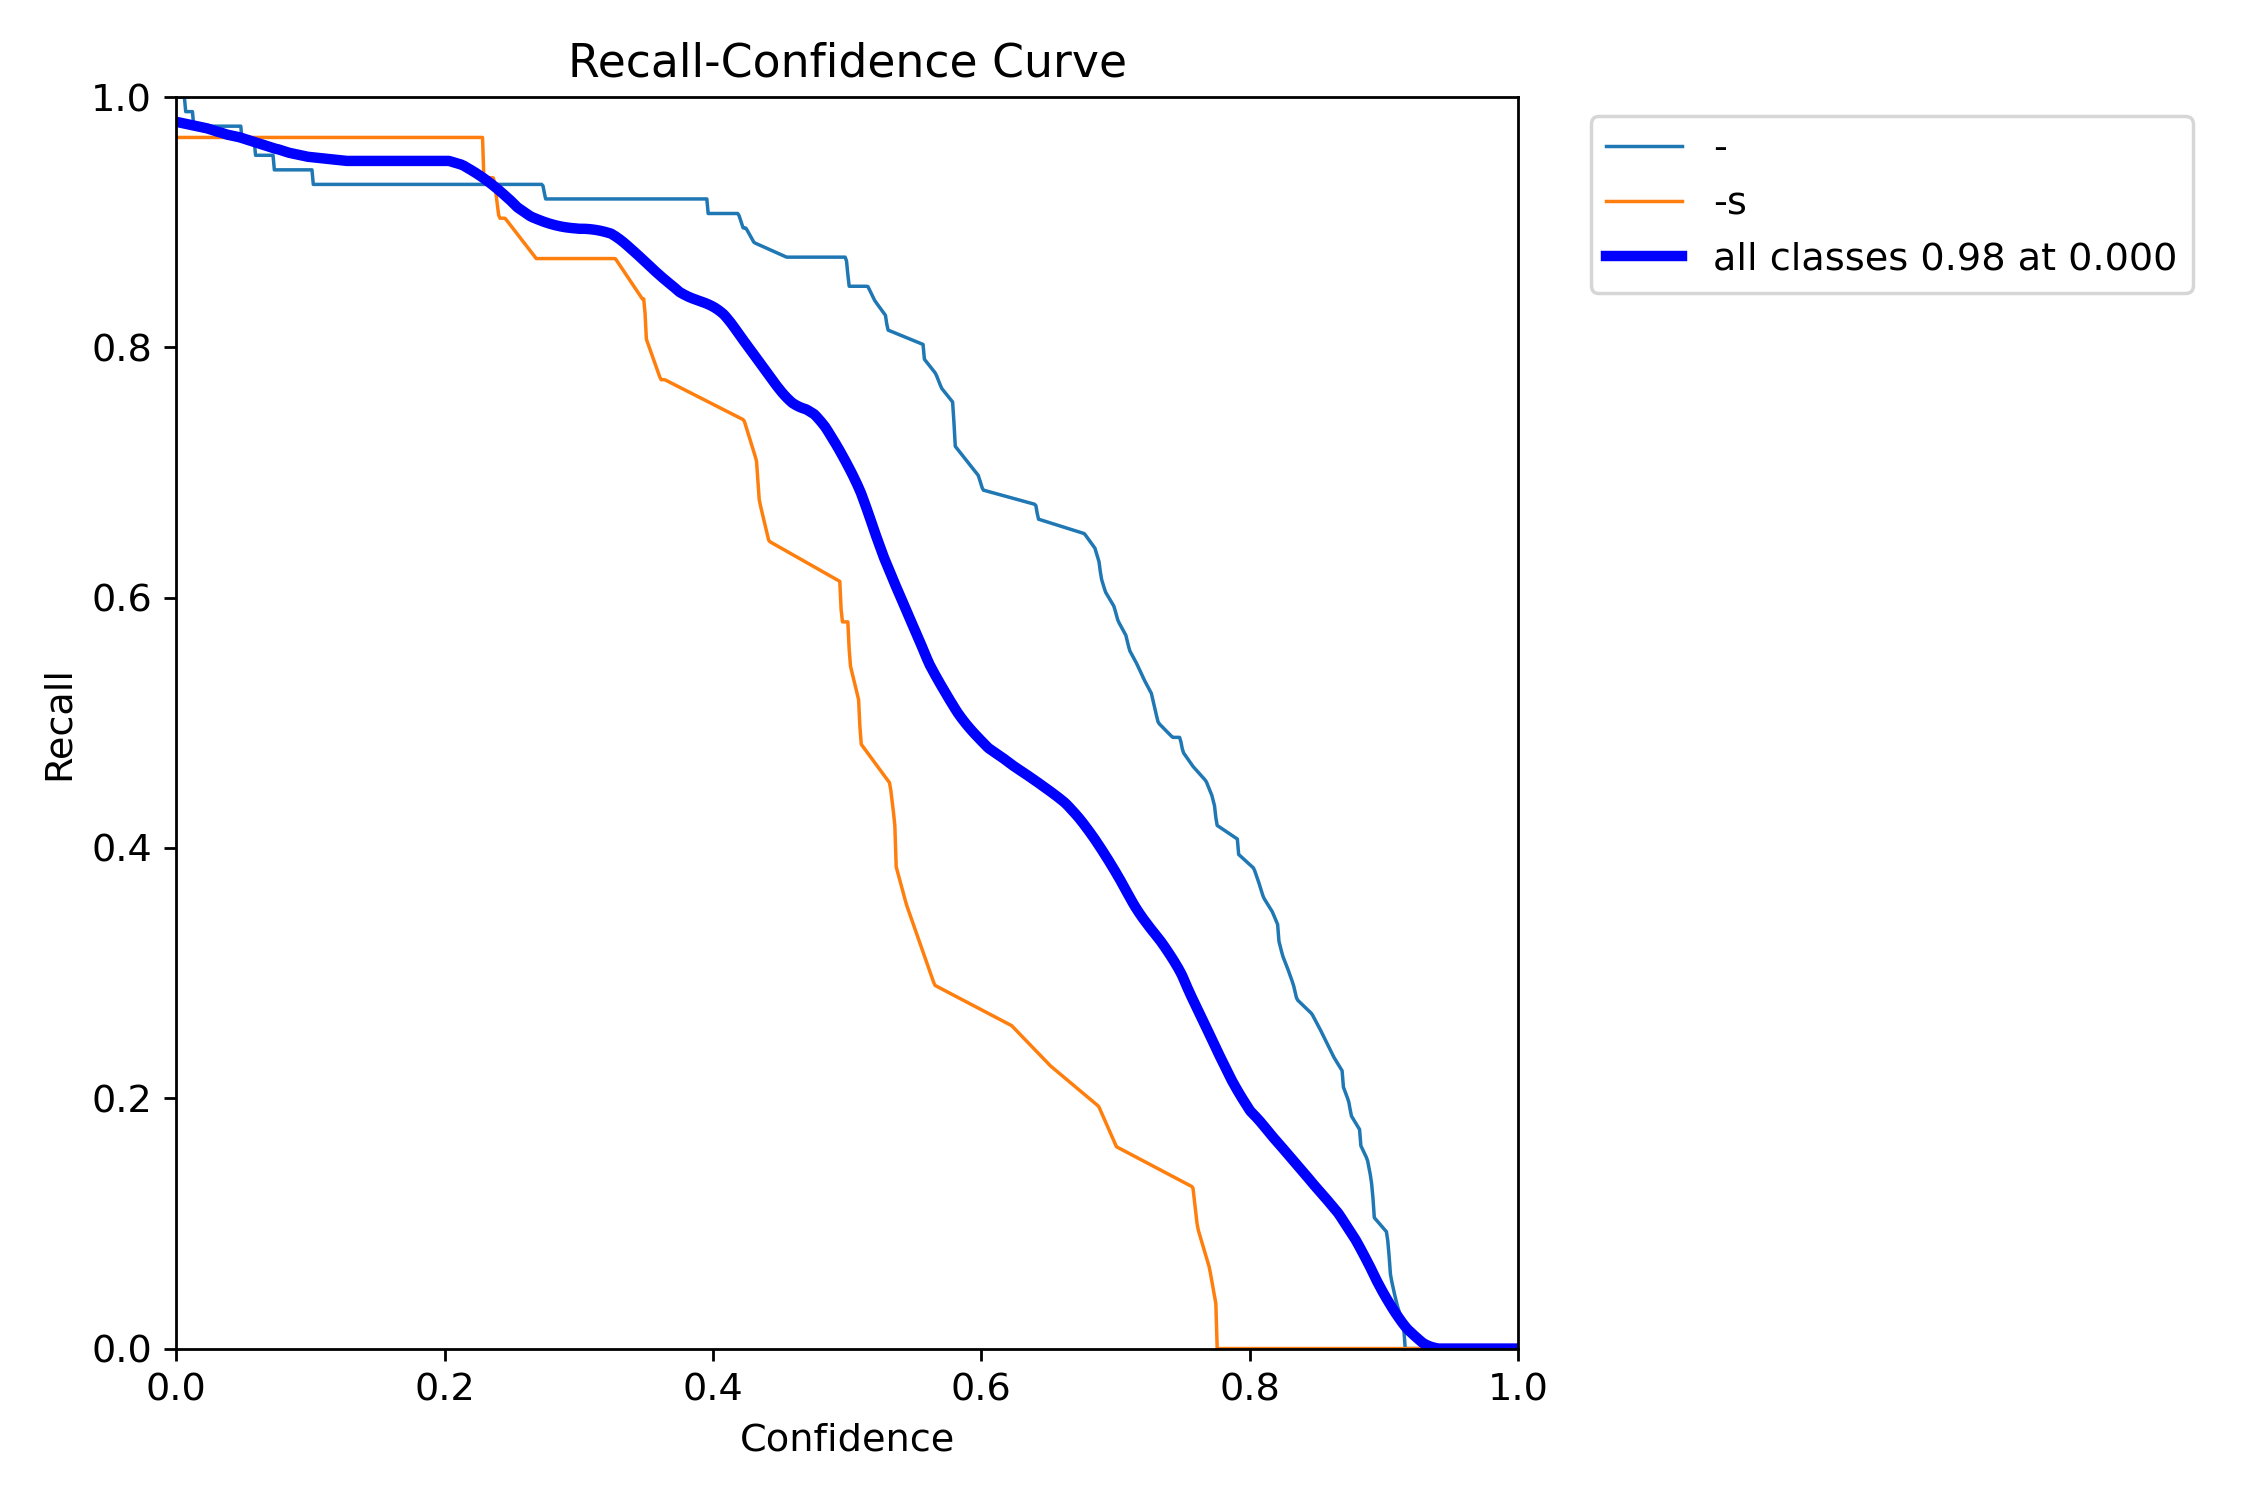 Recall-Confidence Curve
1.0
0.8
0.6
0.4
0.2
0.0
Recall
0.0 0.2 0.4 0.6 0.8 1.0
Confidence
-
-s
all classes 0.98 at 0.000